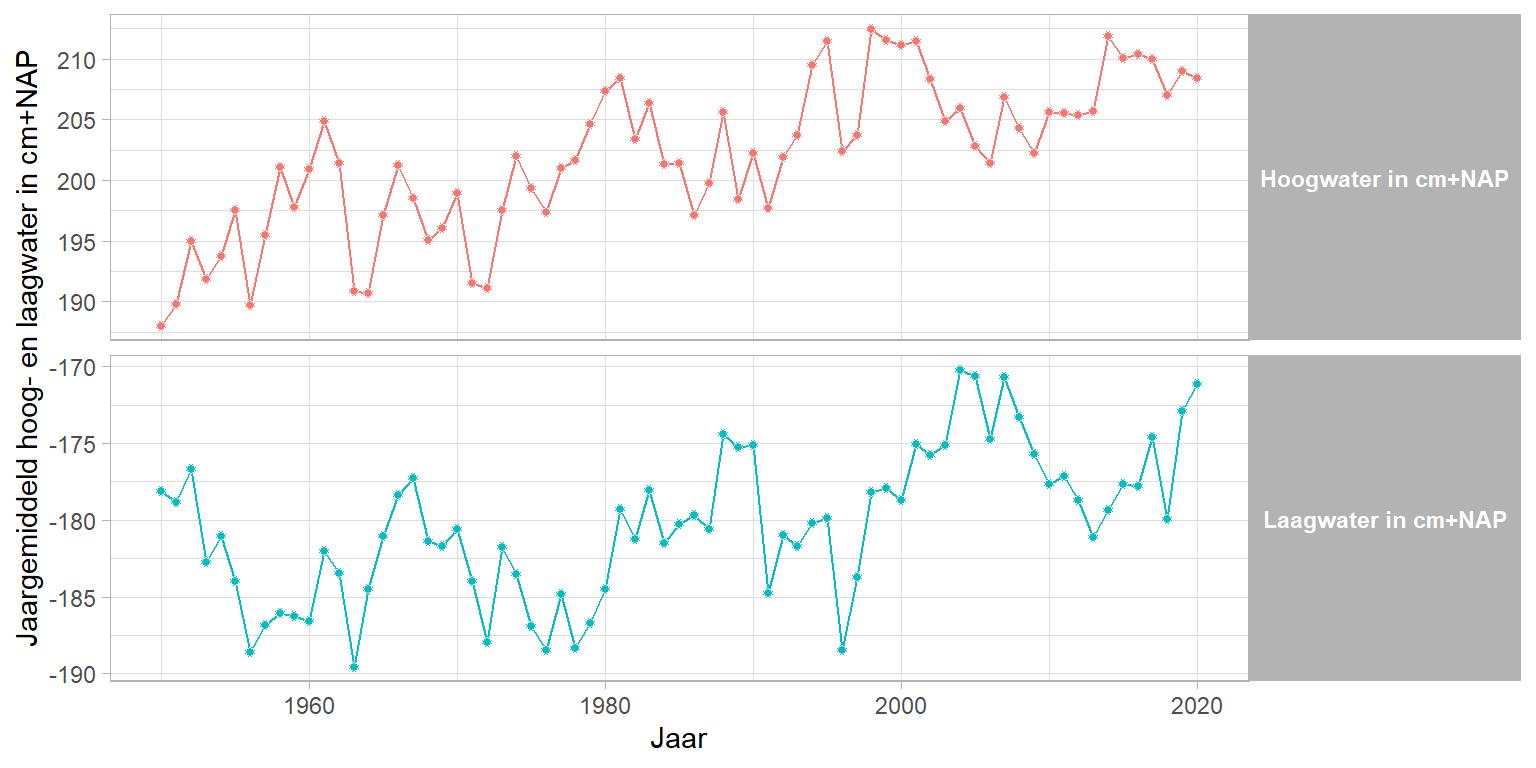 Jaargemiddeld hoog- en laagwater in cm+NAP
210
205
200
195
190
Hoogwater in cm+NAP
-170
-175
-180
-185
-190
Laagwater in cm+NAP
1960 1980 2000 2020
Jaar